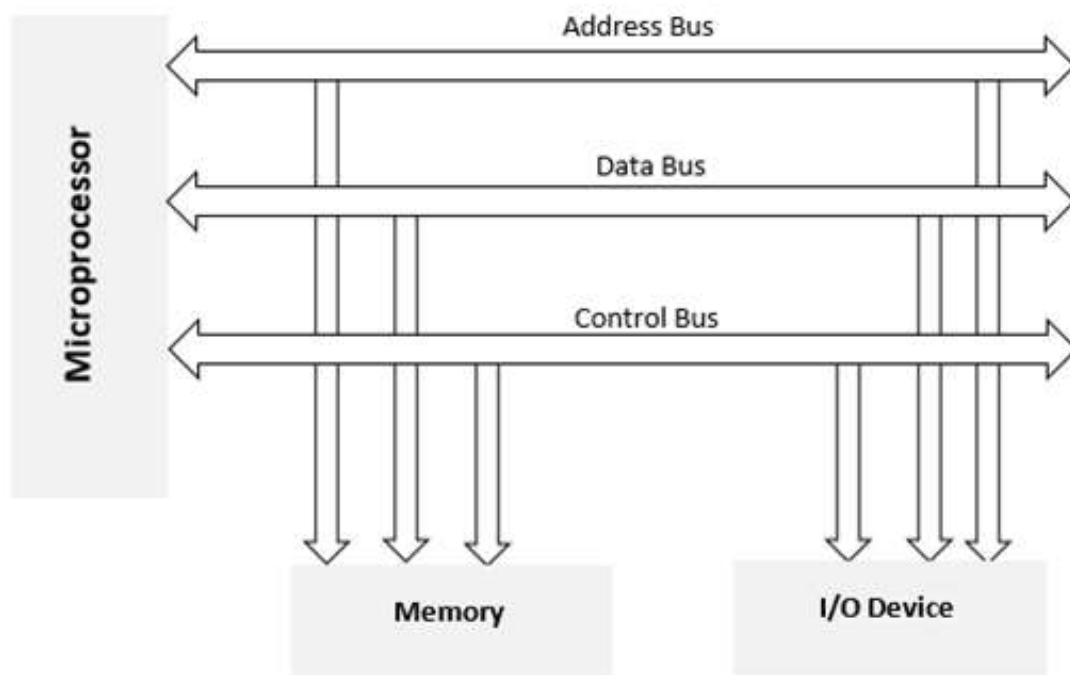 Address Bus
Microprocessor
Data Bus
Control Bus
Memory
I/O Device